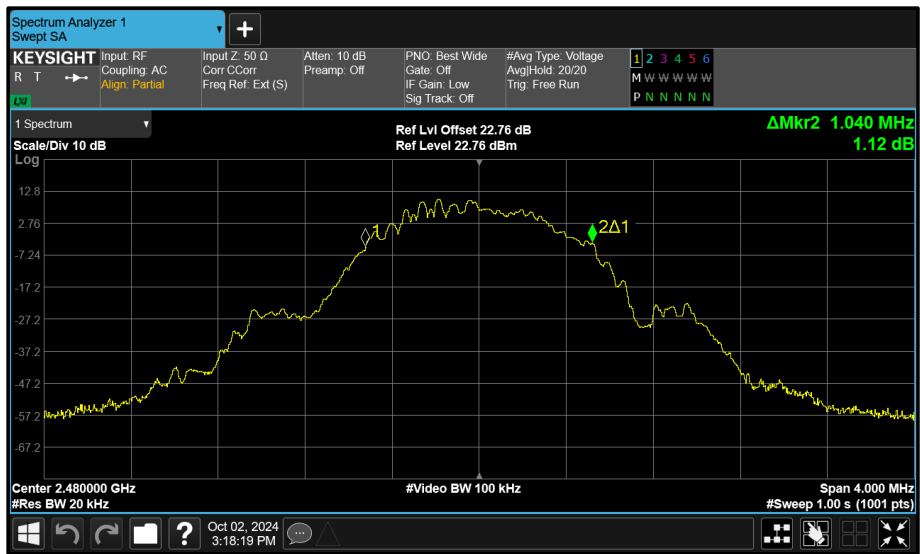 Spectrum Analyzer 1
Swept SA
+
KEYSIGHT
R T
LXI
Input: RF
Coupling: AC
Align: Partial
Input Z: 50 Ω
Corr CCorr
Freq Ref: Ext (S)
Atten: 10 dB
Preamp: Off
PNO: Best Wide
Gate: Off
IF Gain: Low
Sig Track: Off
#Avg Type: Voltage
Avg|Hold: 20/20
Trig: Free Run
1 2 3 4 5 6
M W W W W W
P N N N N N
1 Spectrum
Scale/Div 10 dB
Ref Lvl Offset 22.76 dB
Ref Level 22.76 dBm
ΔMkr2 1.040 MHz
1.12 dB
Log
12.8
2.76
-7.24
-17.2
-27.2
-37.2
-47.2
-57.2
-67.2
1
2Δ1
Center 2.480000 GHz
#Res BW 20 kHz
#Video BW 100 kHz
Span 4.000 MHz
#Sweep 1.00 s (1001 pts)
?
Oct 02, 2024
3:18:19 PM